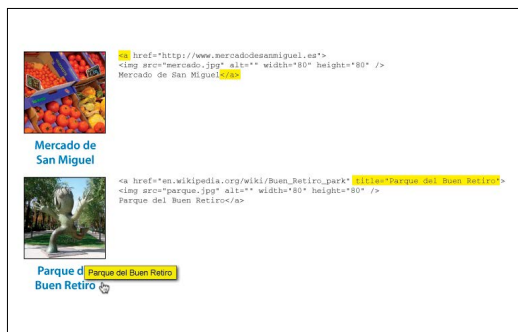 <a href="http://www.mercadodesanmiguel.es">
<img src="mercado.jpg" alt="" width="80" height="80" />
Mercado de San Miguel</a>
Mercado de
San Miguel
<a href="en.wikipedia.org/wiki/Buen_Retiro_park" title="Parque del Buen Retiro">
<img src="parque.jpg" alt="" width="80" height="80" />
Parque del Buen Retiro</a>
Parque d Parque del Buen Retiro
Buen Retiro